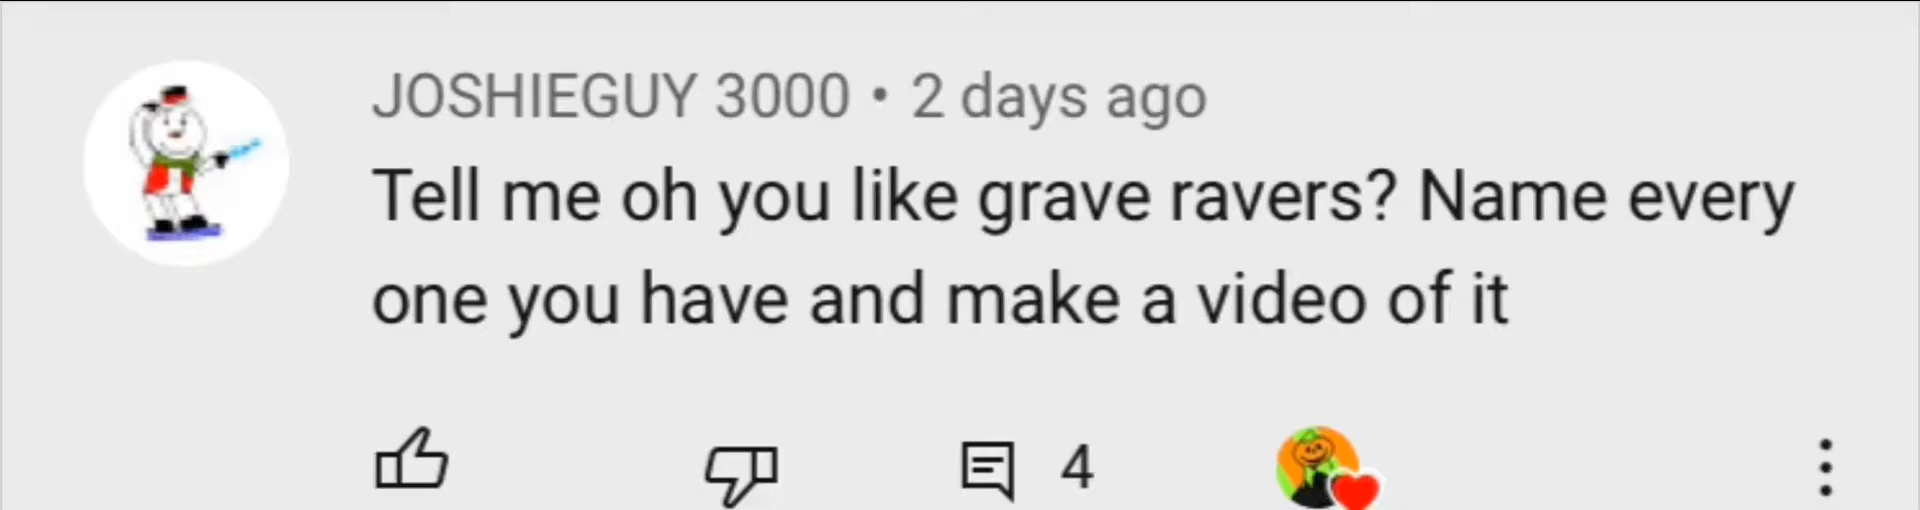 JOSHIEGUY 3000 • 2 days ago
Tell me oh you like grave ravers? Name every
one you have and make a video of it
4